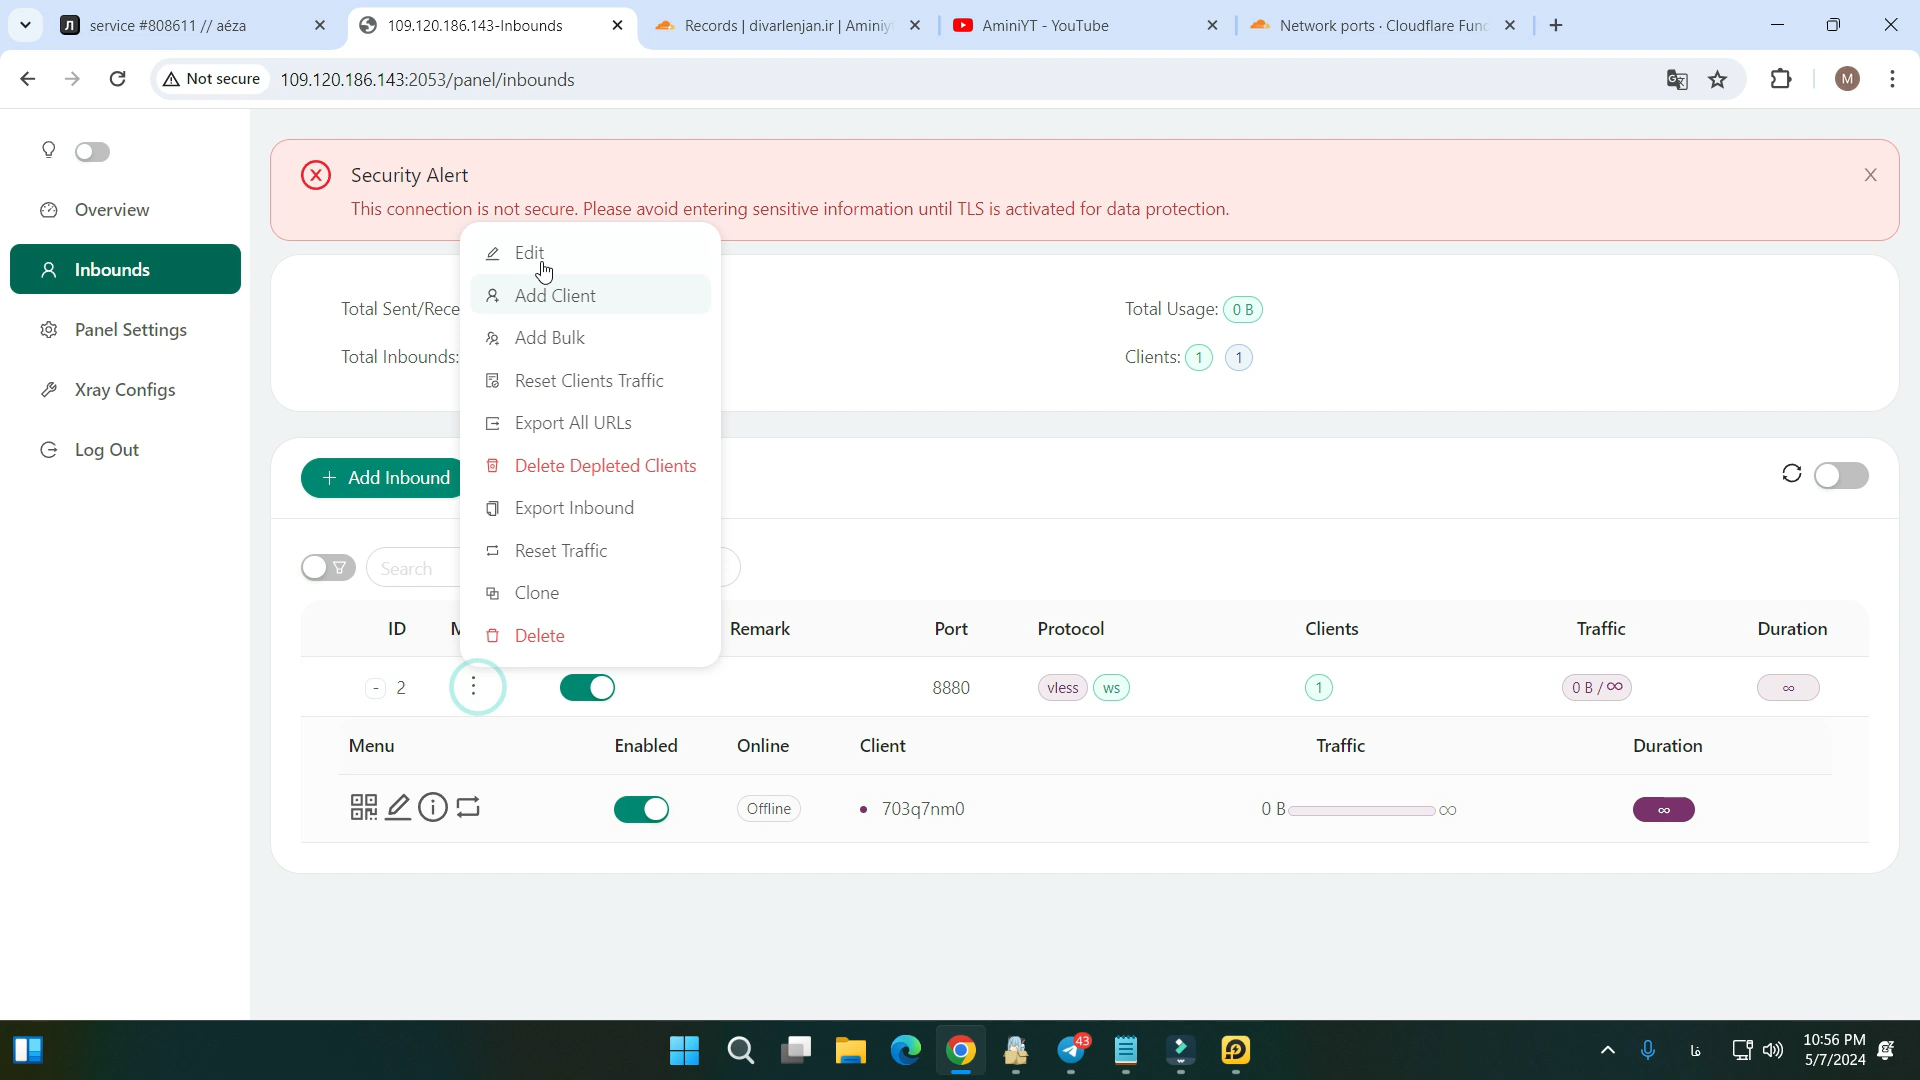 service #808611 // aéza
109.120.186.143-Inbounds
Records | divarlenjan.ir | Aminiy
AminiYT - YouTube
Network ports · Cloudflare Fun
Not secure
109.120.186.143:2053/panel/inbounds
M
Overview
Inbounds
Panel Settings
Xray Configs
Log Out
Security Alert
This connection is not secure. Please avoid entering sensitive information until TLS is activated for data protection.
Total Sent/Rece
Total Usage: 0 B
Total Inbounds:
Clients: 1 1
Edit
Add Client
Add Bulk
Reset Clients Traffic
Export All URLs
Delete Depleted Clients
Export Inbound
Reset Traffic
Clone
Delete
+ Add Inbound
Search
ID M Remark Port Protocol Clients Traffic Duration
- 2 8880 vless ws 1 0 B / ∞ ∞
Menu Enabled Online Client Traffic Duration
Offline 703q7nm0 0 B ∞ ∞
43
فا
10:56 PM
5/7/2024